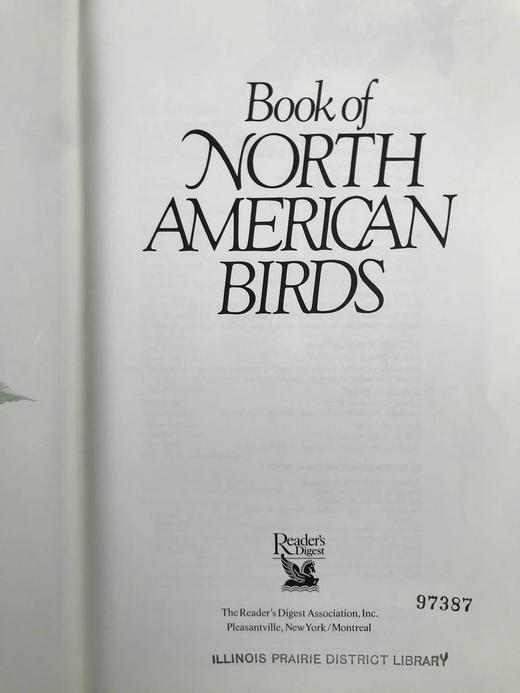 Book of
NORTH
AMERICAN
BIRDS
Reader's
Digest
97387
The Reader's Digest Association, Inc.
Pleasantville, New York / Montreal
ILLINOIS PRAIRIE DISTRICT LIBRARY